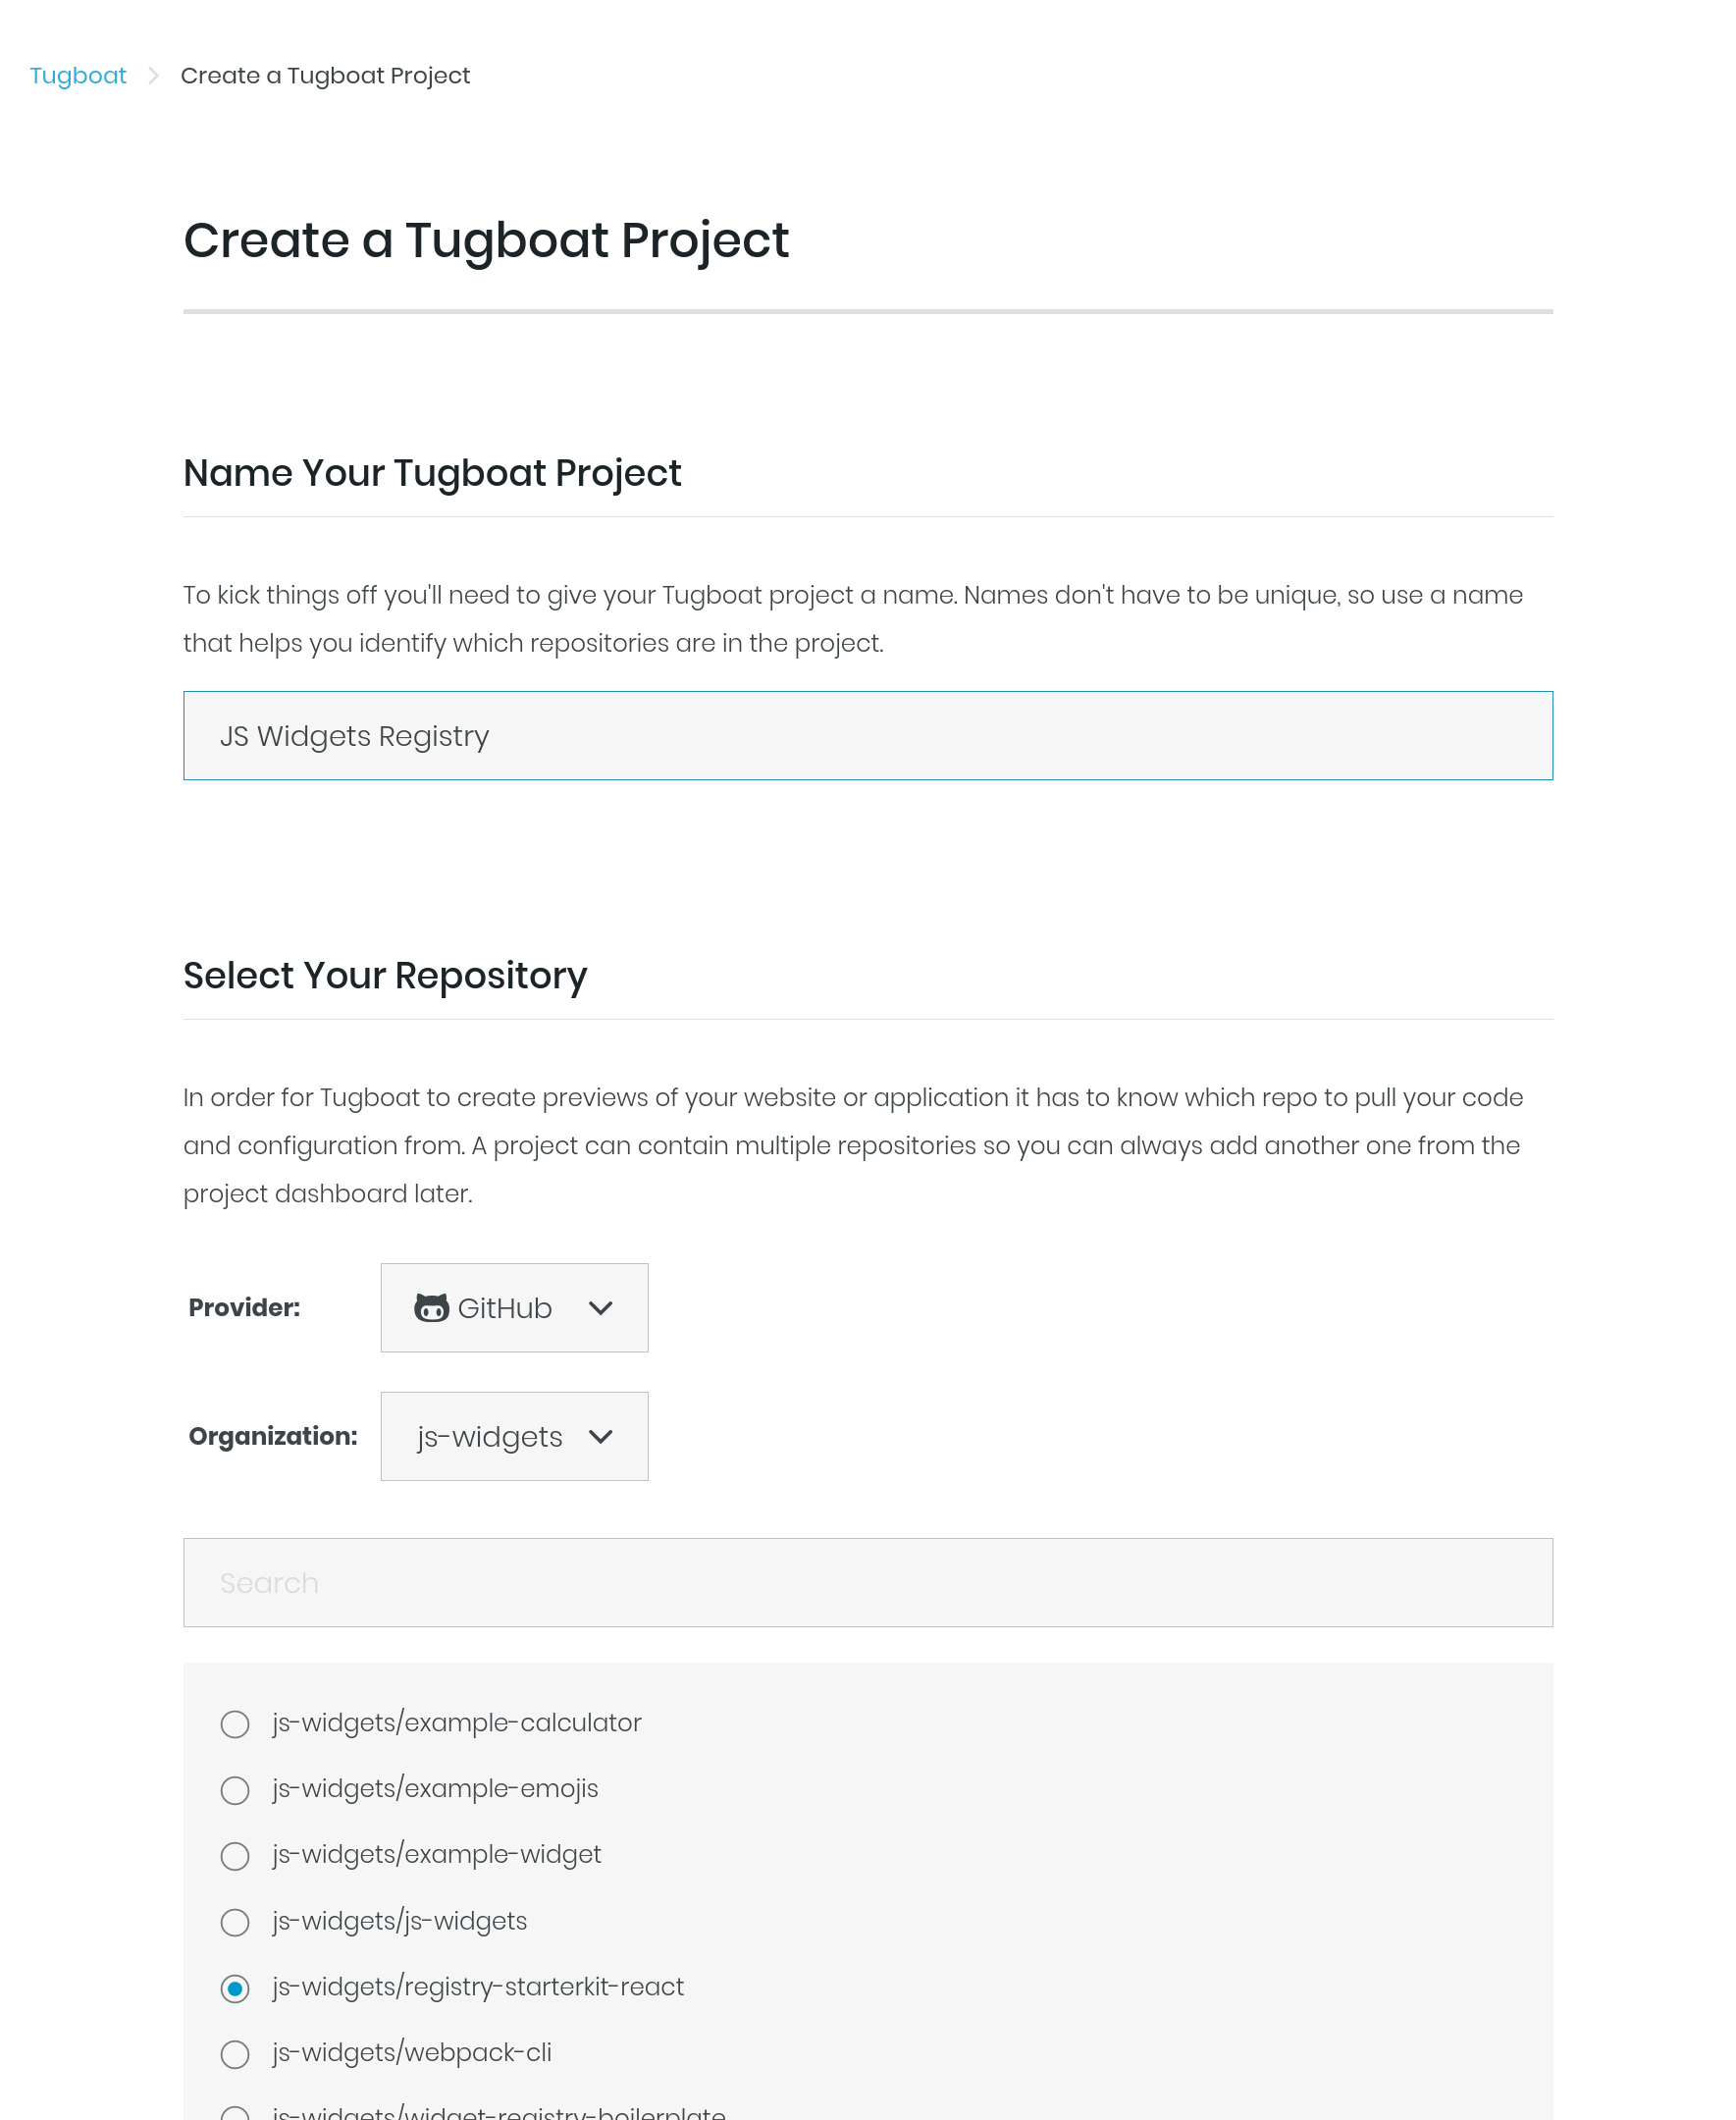 Tugboat > Create a Tugboat Project
Create a Tugboat Project
Name Your Tugboat Project
To kick things off you'll need to give your Tugboat project a name. Names don't have to be unique, so use a name
that helps you identify which repositories are in the project.
JS Widgets Registry
Select Your Repository
In order for Tugboat to create previews of your website or application it has to know which repo to pull your code
and configuration from. A project can contain multiple repositories so you can always add another one from the
project dashboard later.
Provider: GitHub
Organization: js-widgets
Search
js-widgets/example-calculator
js-widgets/example-emojis
js-widgets/example-widget
js-widgets/js-widgets
js-widgets/registry-starterkit-react
js-widgets/webpack-cli
js-widgets/widget-registry-boilerplate